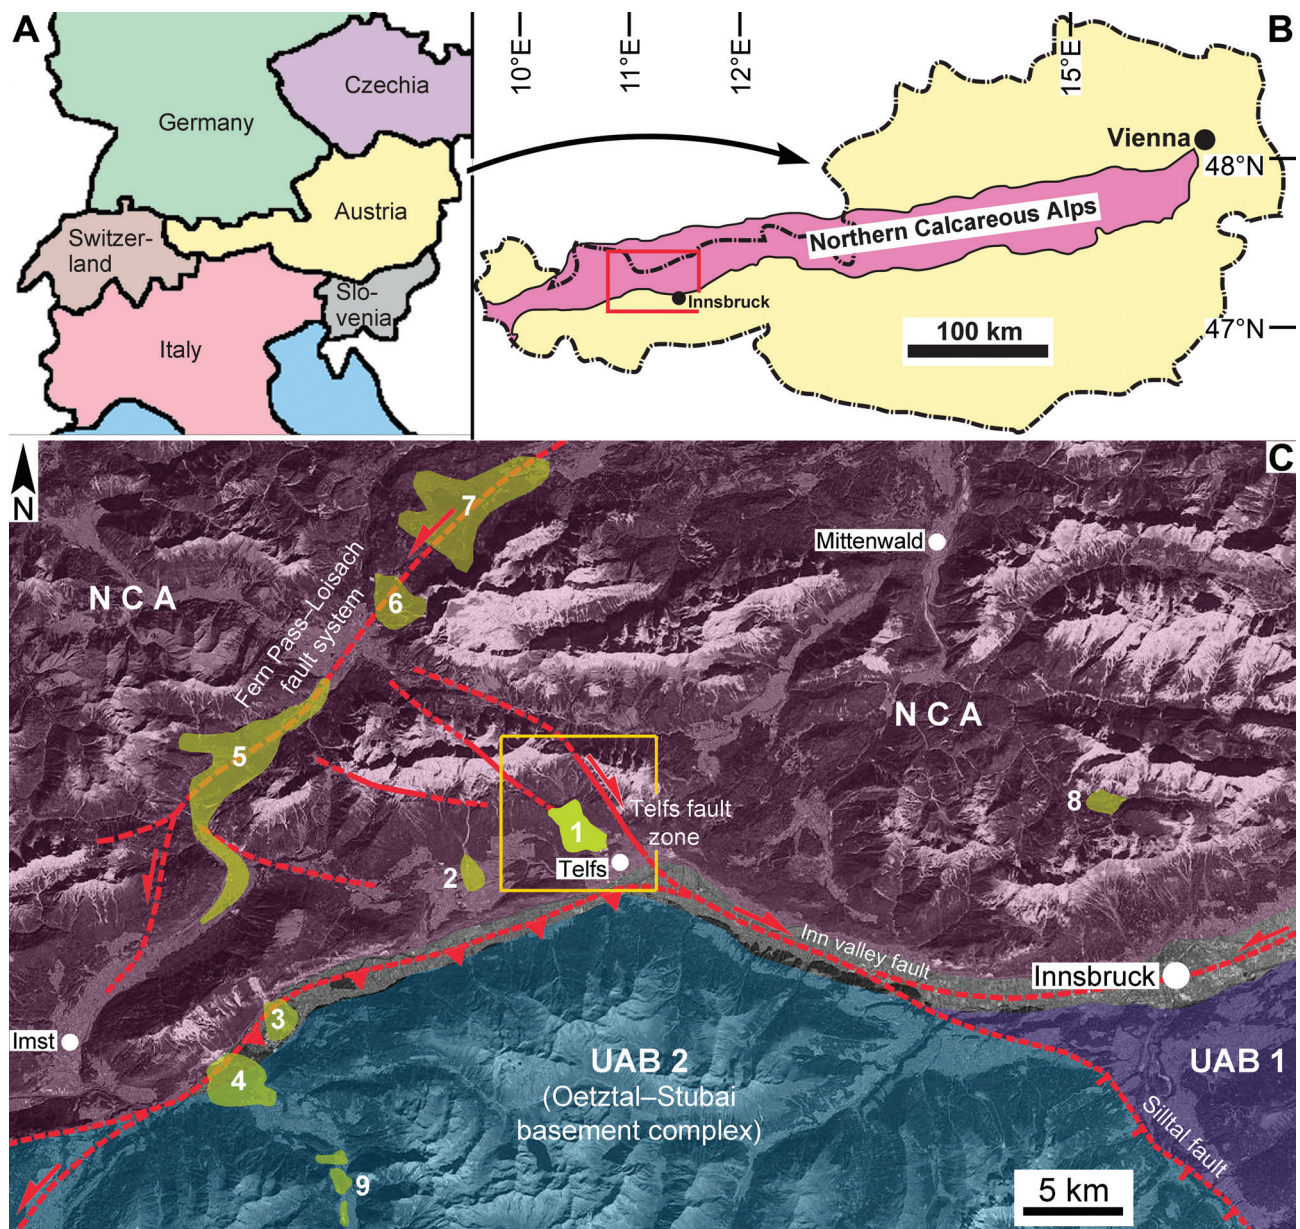 A
Czechia
Germany
Austria
Switzer-
land
Slo-
venia
Italy
B
10°E
11°E
12°E
15°E
Vienna
48°N
Northern Calcareous Alps
Innsbruck
47°N
100 km
C
N
7
Mittenwald
N C A
6
Fern Pass–Loisach
fault system
N C A
5
8
1
Telfs fault
zone
Telfs
2
Inn valley fault
Innsbruck
3
Imst
4
UAB 2
(Oetztal–Stubai
basement complex)
UAB 1
Silltal fault
9
5 km